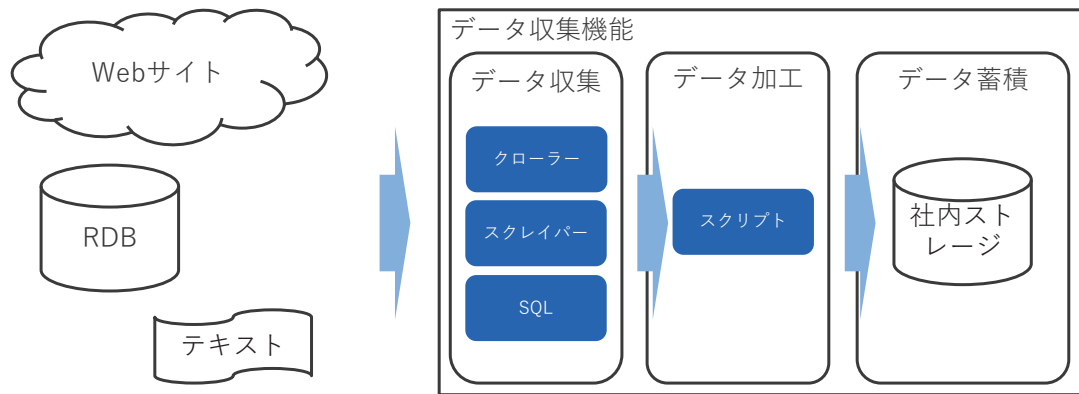 Webサイト
RDB
テキスト
データ収集機能
データ収集
クローラー
スクレイパー
SQL
データ加工
スクリプト
データ蓄積
社内スト
レージ